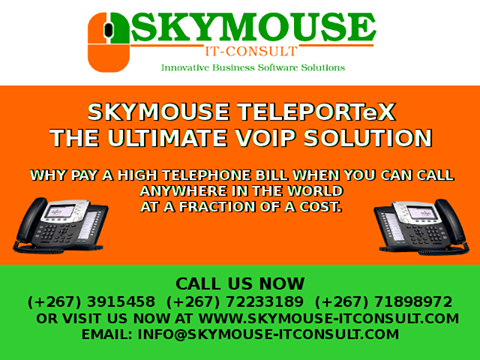 SKYMOUSE
IT-CONSULT
Innovative Business Software Solutions
SKYMOUSE TELEPORTeX
THE ULTIMATE VOIP SOLUTION
WHY PAY A HIGH TELEPHONE BILL WHEN YOU CAN CALL
ANYWHERE IN THE WORLD
AT A FRACTION OF A COST.
CALL US NOW
(+267) 3915458 (+267) 72233189 (+267) 71898972
OR VISIT US NOW AT WWW.SKYMOUSE-ITCONSULT.COM
EMAIL: INFO@SKYMOUSE-ITCONSULT.COM